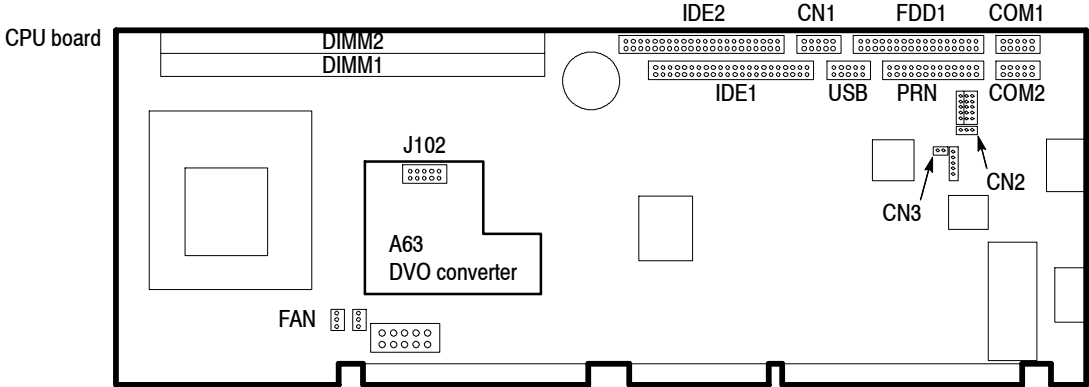 IDE2 CN1 FDD1 COM1
CPU board
DIMM2
DIMM1
IDE1 USB PRN COM2
J102
CN2
CN3
A63
DVO converter
FAN